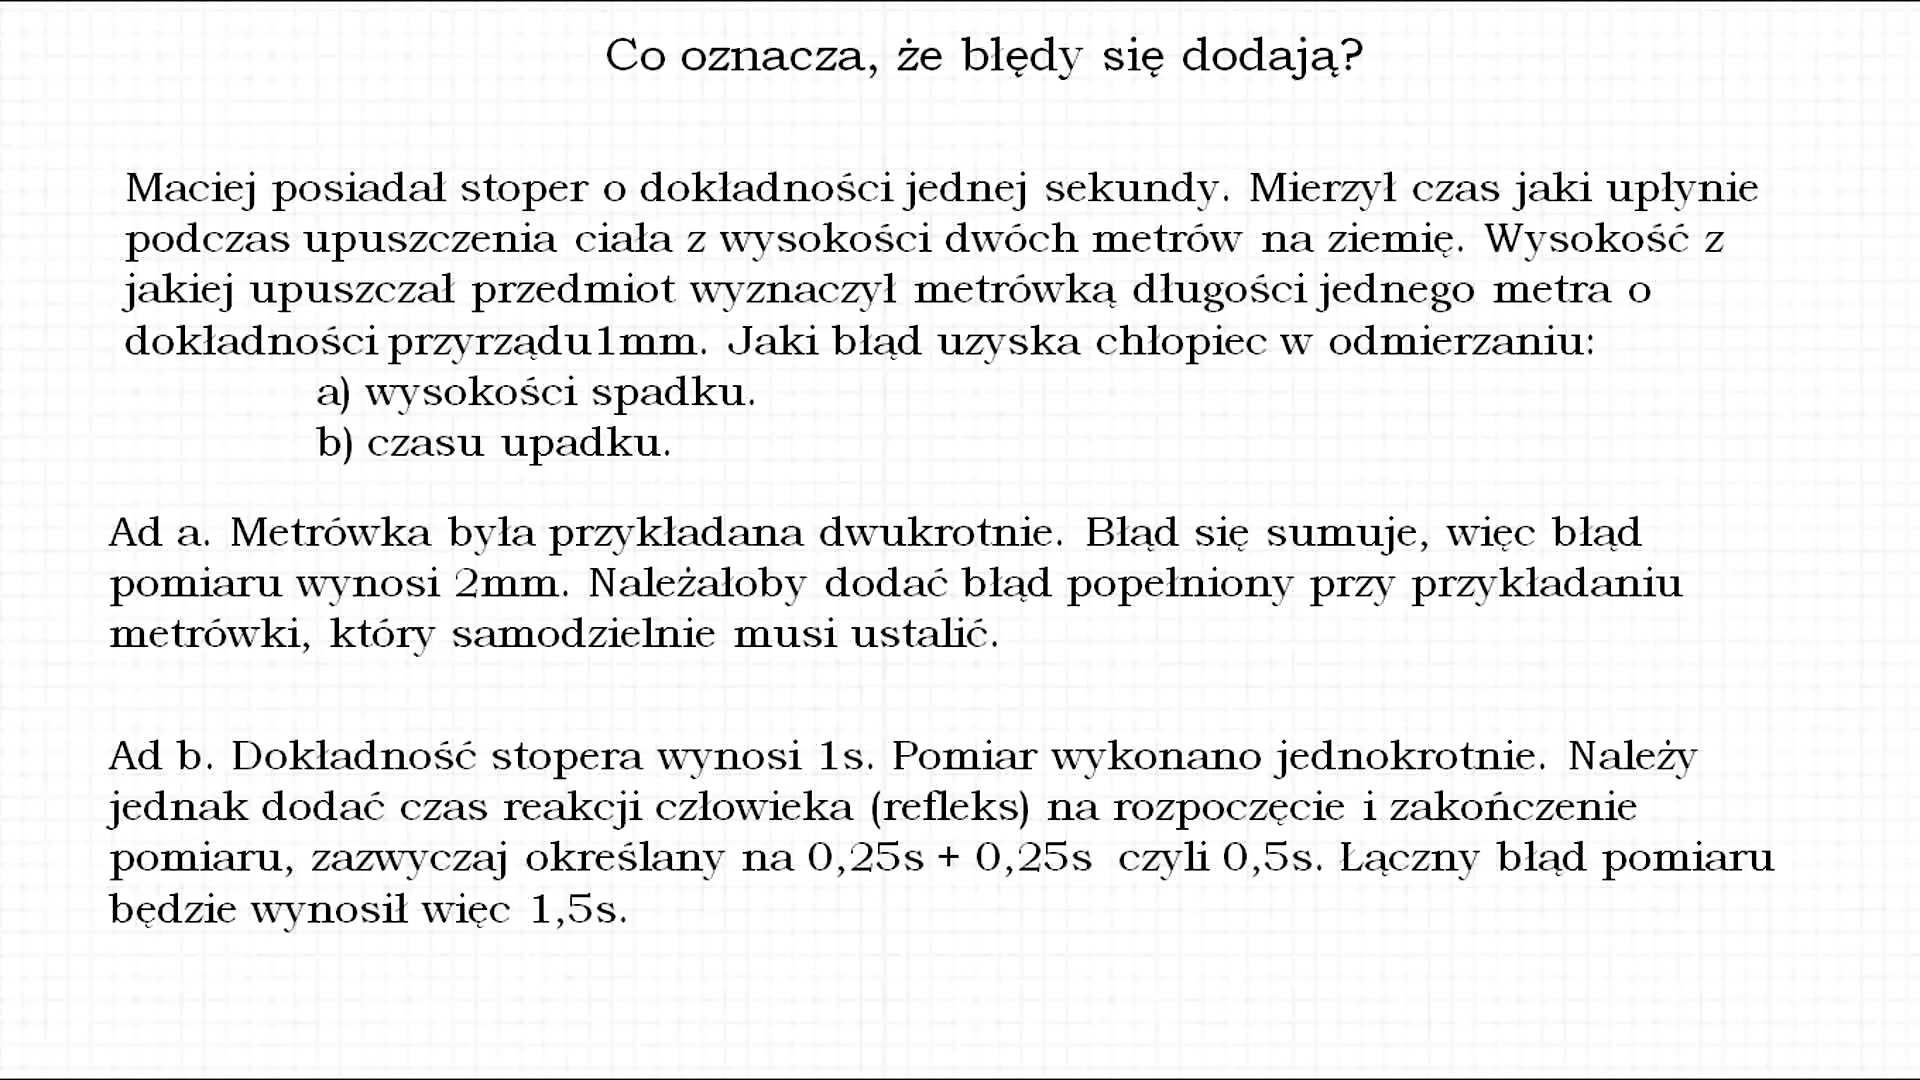 Co oznacza, że błędy się dodają?
Maciej posiadał stoper o dokładności jednej sekundy. Mierzył czas jaki upłynie
podczas upuszczenia ciała z wysokości dwóch metrów na ziemię. Wysokość z
jakiej upuszczał przedmiot wyznaczył metrówką długości jednego metra o
dokładności przyrządu1mm. Jaki błąd uzyska chłopiec w odmierzaniu:
a) wysokości spadku.
b) czasu upadku.
Ad a. Metrówka była przykładana dwukrotnie. Błąd się sumuje, więc błąd
pomiaru wynosi 2mm. Należałoby dodać błąd popełniony przy przykładaniu
metrówki, który samodzielnie musi ustalić.
Ad b. Dokładność stopera wynosi 1s. Pomiar wykonano jednokrotnie. Należy
jednak dodać czas reakcji człowieka (refleks) na rozpoczęcie i zakończenie
pomiaru, zazwyczaj określany na 0,25s + 0,25s czyli 0,5s. Łączny błąd pomiaru
będzie wynosił więc 1,5s.